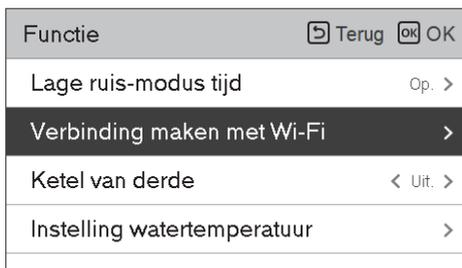 Functie Terug OK OK
Lage ruis-modus tijd Op. >
Verbinding maken met Wi-Fi >
Ketel van derde < Uit. >
Instelling watertemperatuur >